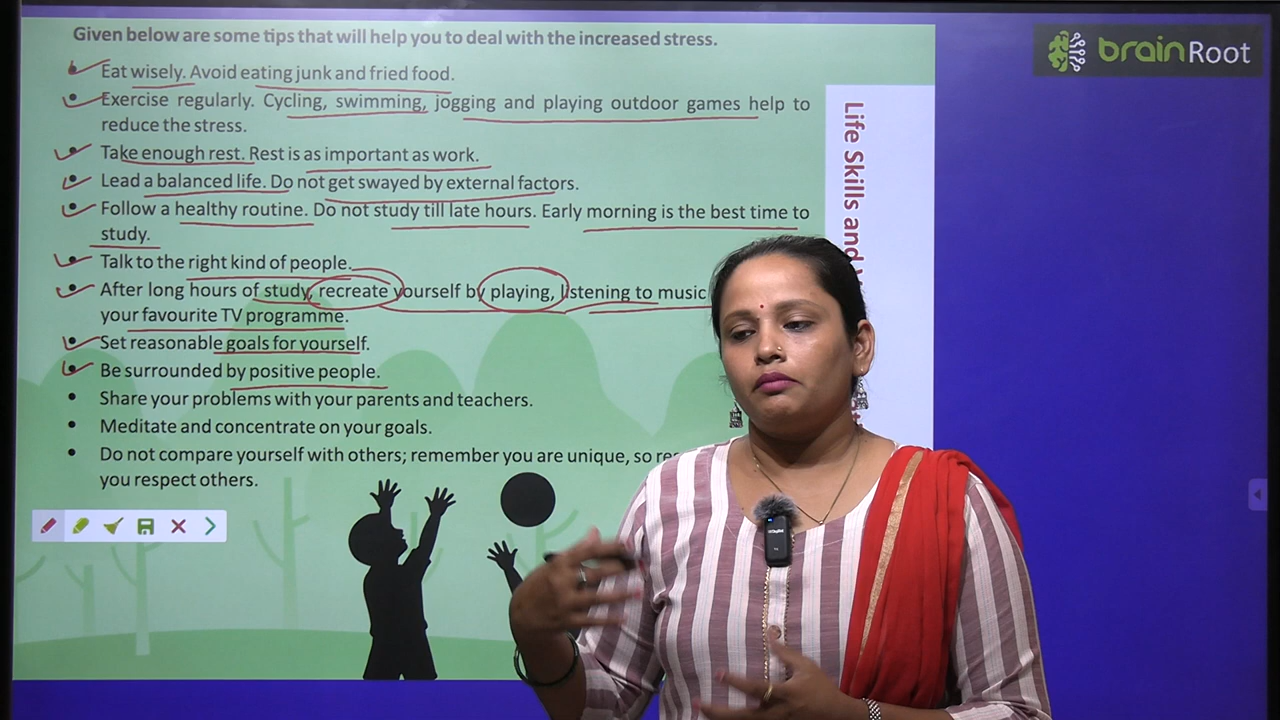 Given below are some tips that will help you to deal with the increased stress.
brainRoot
• Eat wisely. Avoid eating junk and fried food.
• Exercise regularly. Cycling, swimming, jogging and playing outdoor games help to
reduce the stress.
• Take enough rest. Rest is as important as work.
• Lead a balanced life. Do not get swayed by external factors.
• Follow a healthy routine. Do not study till late hours. Early morning is the best time to
study.
• Talk to the right kind of people.
• After long hours of study, recreate yourself by playing, listening to music
your favourite TV programme.
• Set reasonable goals for yourself.
• Be surrounded by positive people.
• Share your problems with your parents and teachers.
• Meditate and concentrate on your goals.
• Do not compare yourself with others; remember you are unique, so
you respect others.
Life Skills and